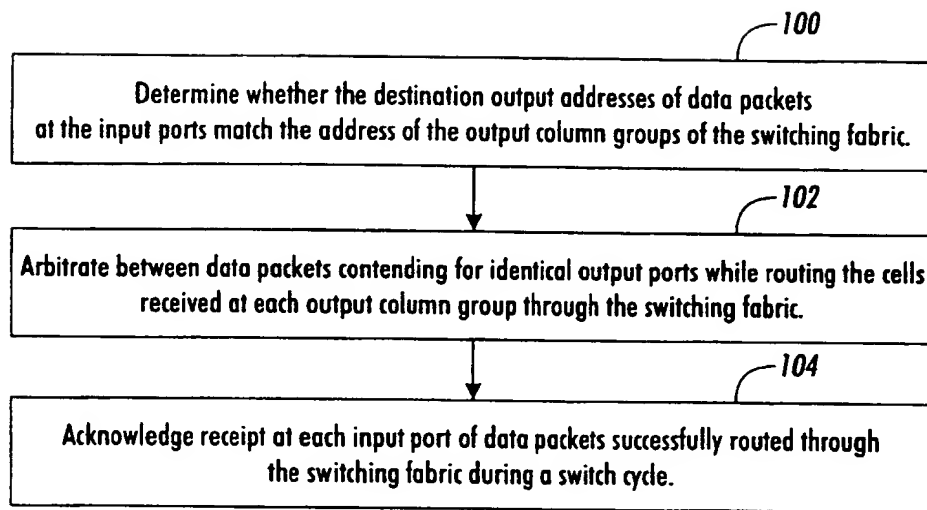 100
Determine whether the destination output addresses of data packets
at the input ports match the address of the output column groups of the switching fabric.
102
Arbitrate between data packets contending for identical output ports while routing the cells
received at each output column group through the switching fabric.
104
Acknowledge receipt at each input port of data packets successfully routed through
the switching fabric during a switch cycle.